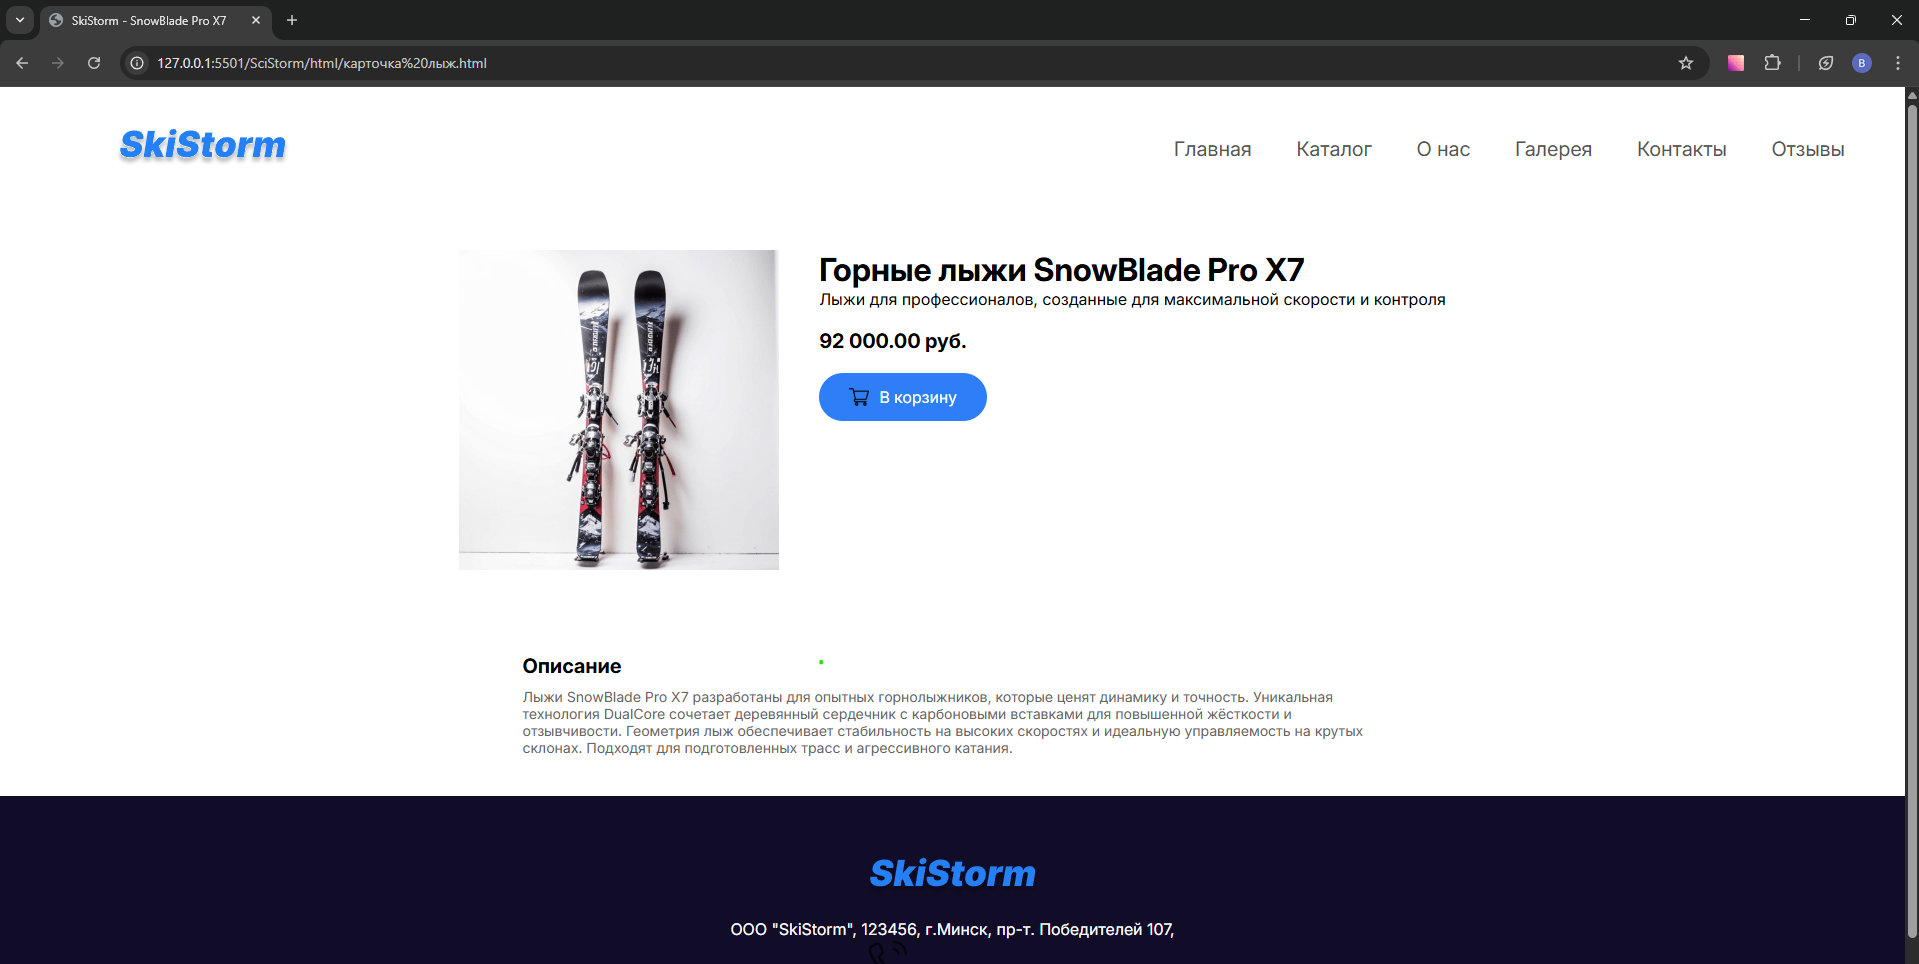 SkiStorm - SnowBlade Pro X7
127.0.0.1:5501/SciStorm/html/карточка%20лыж.html
B
SkiStorm
Главная Каталог О нас Галерея Контакты Отзывы
Горные лыжи SnowBlade Pro X7
Лыжи для профессионалов, созданные для максимальной скорости и контроля
92 000.00 руб.
В корзину
Описание
Лыжи SnowBlade Pro X7 разработаны для опытных горнолыжников, которые ценят динамику и точность. Уникальная
технология DualCore сочетает деревянный сердечник с карбоновыми вставками для повышенной жёсткости и
отзывчивости. Геометрия лыж обеспечивает стабильность на высоких скоростях и идеальную управляемость на крутых
склонах. Подходят для подготовленных трасс и агрессивного катания.
SkiStorm
ООО "SkiStorm", 123456, г.Минск, пр-т. Победителей 107,